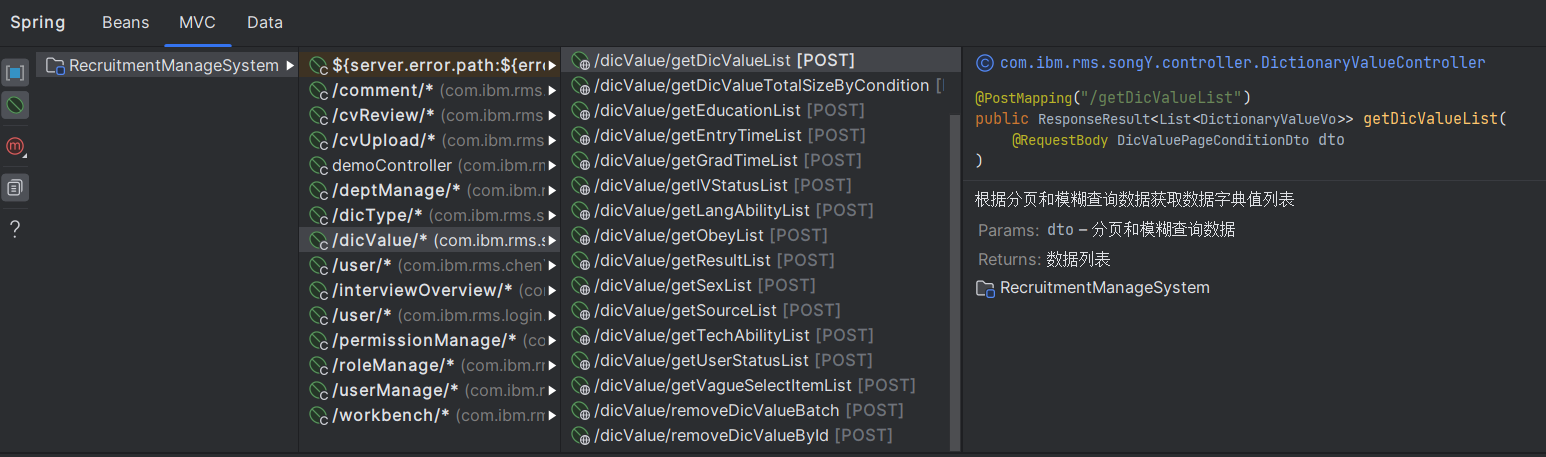 Spring Beans MVC Data
RecruitmentManageSystem
${server.error.path:${erro
/comment/* (com.ibm.rms.
/cvReview/* (com.ibm.rms.
/cvUpload/* (com.ibm.rms.
demoController (com.ibm.rn
/deptManage/* (com.ibm.r
/dicType/* (com.ibm.rms.s
/dicValue/* (com.ibm.rms.s
/user/* (com.ibm.rms.chen
/interviewOverview/* (co
/user/* (com.ibm.rms.login.
/permissionManage/* (co
/roleManage/* (com.ibm.rr
/userManage/* (com.ibm.r
/workbench/* (com.ibm.rm
/dicValue/getDicValueList [POST]
/dicValue/getDicValueTotalSizeByCondition [
/dicValue/getEducationList [POST]
/dicValue/getEntryTimeList [POST]
/dicValue/getGradTimeList [POST]
/dicValue/getIVStatusList [POST]
/dicValue/getLangAbilityList [POST]
/dicValue/getObeyList [POST]
/dicValue/getResultList [POST]
/dicValue/getSexList [POST]
/dicValue/getSourceList [POST]
/dicValue/getTechAbilityList [POST]
/dicValue/getUserStatusList [POST]
/dicValue/getVagueSelectItemList [POST]
/dicValue/removeDicValueBatch [POST]
/dicValue/removeDicValueById [POST]
com.ibm.rms.songY.controller.DictionaryValueController
@PostMapping("/getDicValueList")
public ResponseResult<List<DictionaryValueVo>> getDicValueList(
@RequestBody DicValuePageConditionDto dto
)
根据分页和模糊查询数据获取数据字典值列表
Params: dto – 分页和模糊查询数据
Returns: 数据列表
RecruitmentManageSystem